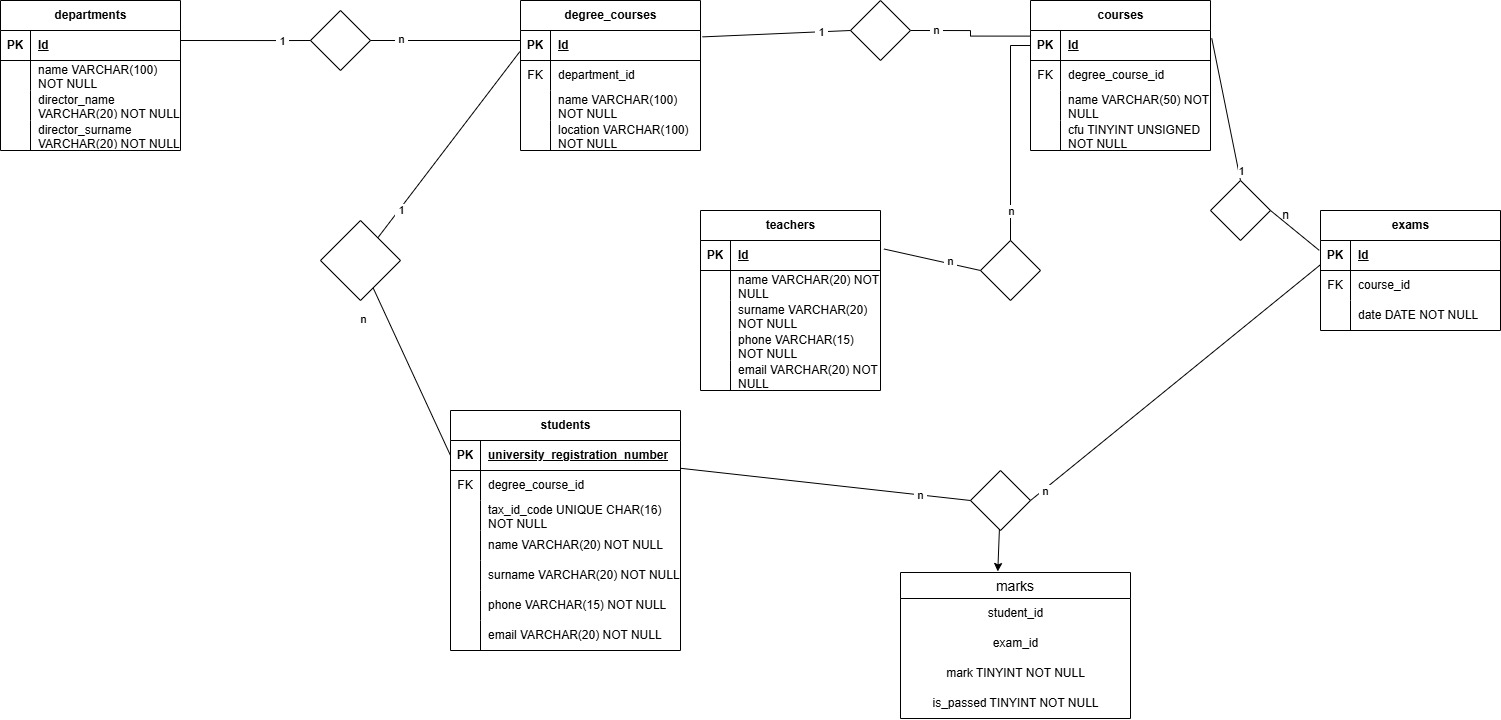 departments
PK Id
name VARCHAR(100)
NOT NULL
director_name
VARCHAR(20) NOT NULL
director_surname
VARCHAR(20) NOT NULL
1
n
degree_courses
PK Id
FK department_id
name VARCHAR(100)
NOT NULL
location VARCHAR(100)
NOT NULL
1
n
courses
PK Id
FK degree_course_id
name VARCHAR(50) NOT
NULL
cfu TINYINT UNSIGNED
NOT NULL
1
n
1
n
teachers
PK Id
name VARCHAR(20) NOT
NULL
surname VARCHAR(20)
NOT NULL
phone VARCHAR(15)
NOT NULL
email VARCHAR(20) NOT
NULL
n
n
exams
PK Id
FK course_id
date DATE NOT NULL
students
PK university_registration_number
FK degree_course_id
tax_id_code UNIQUE CHAR(16)
NOT NULL
name VARCHAR(20) NOT NULL
surname VARCHAR(20) NOT NULL
phone VARCHAR(15) NOT NULL
email VARCHAR(20) NOT NULL
n
n
marks
student_id
exam_id
mark TINYINT NOT NULL
is_passed TINYINT NOT NULL